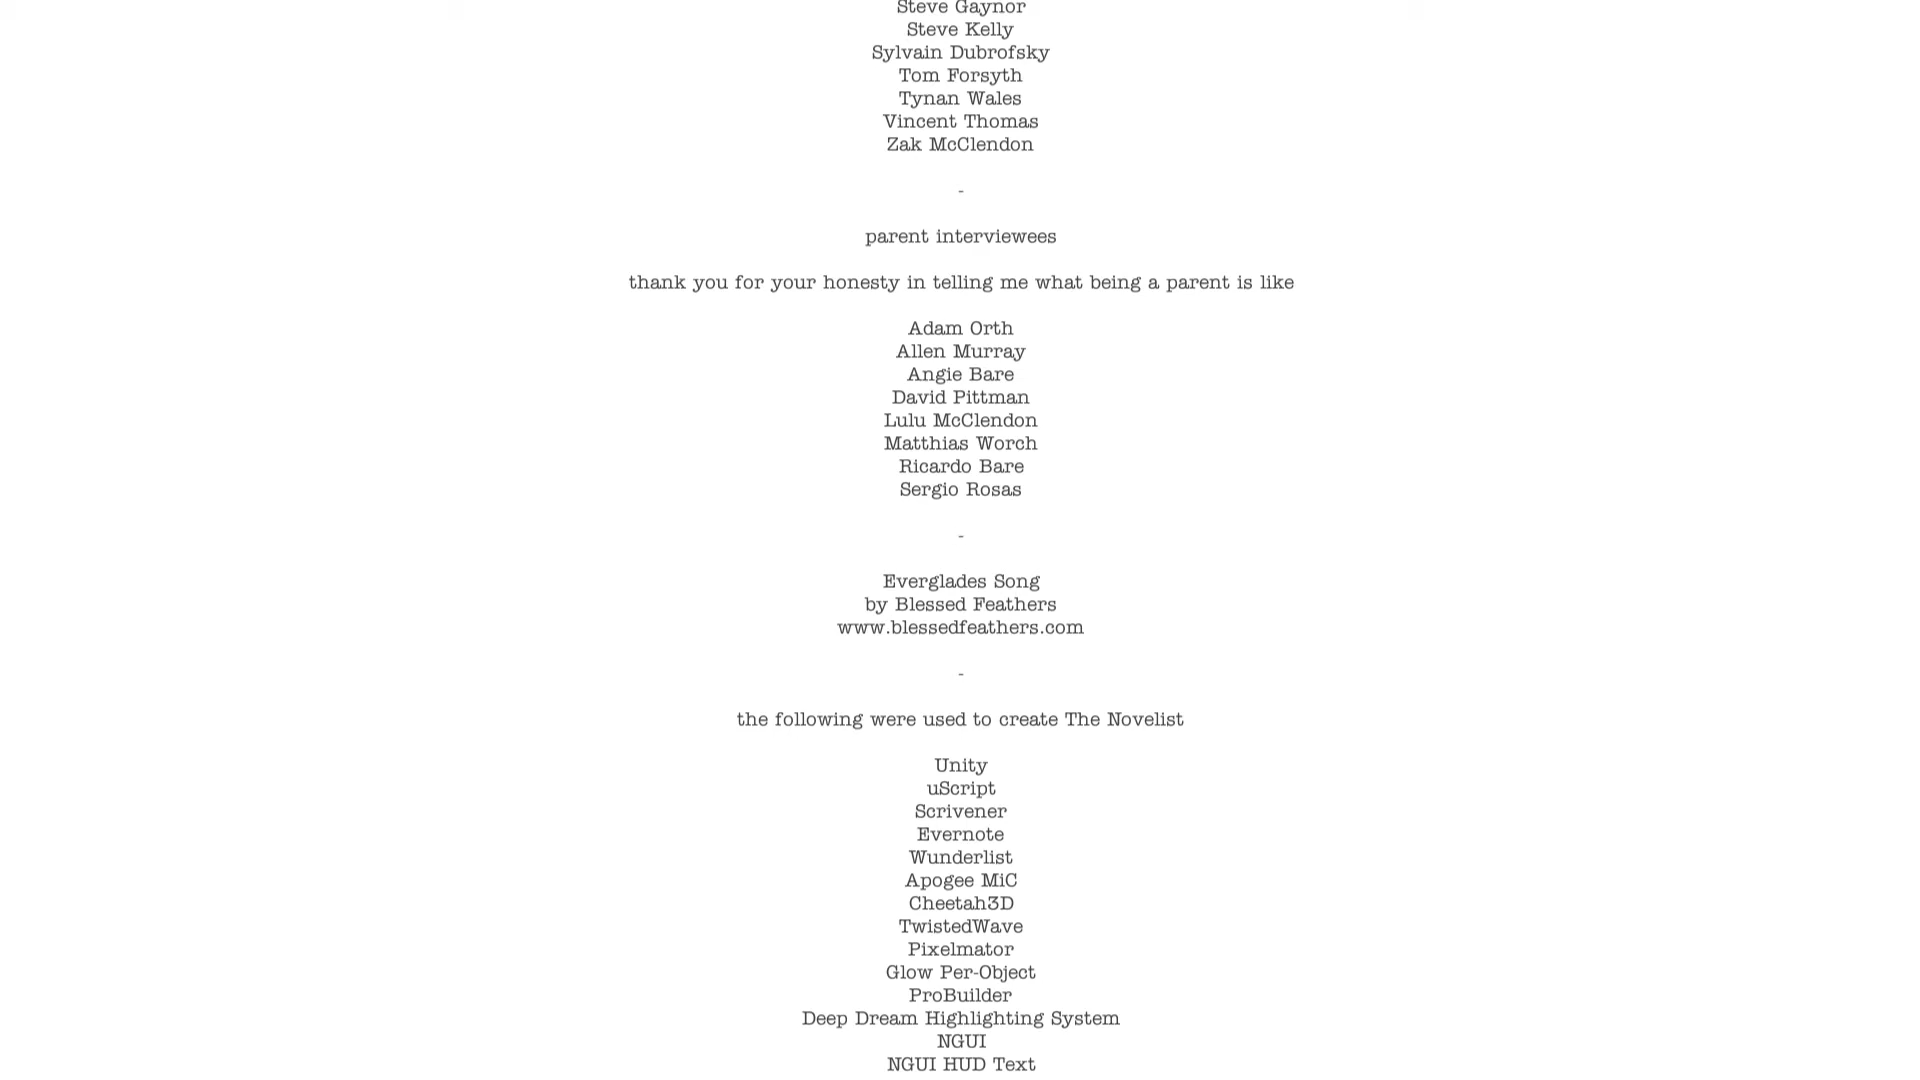 Steve Gaynor
Steve Kelly
Sylvain Dubrofsky
Tom Forsyth
Tynan Wales
Vincent Thomas
Zak McClendon
-
parent interviewees
thank you for your honesty in telling me what being a parent is like
Adam Orth
Allen Murray
Angie Bare
David Pittman
Lulu McClendon
Matthias Worch
Ricardo Bare
Sergio Rosas
-
Everglades Song
by Blessed Feathers
www.blessedfeathers.com
-
the following were used to create The Novelist
Unity
uScript
Scrivener
Evernote
Wunderlist
Apogee MiC
Cheetah3D
TwistedWave
Pixelmator
Glow Per-Object
ProBuilder
Deep Dream Highlighting System
NGUI
NGUI HUD Text